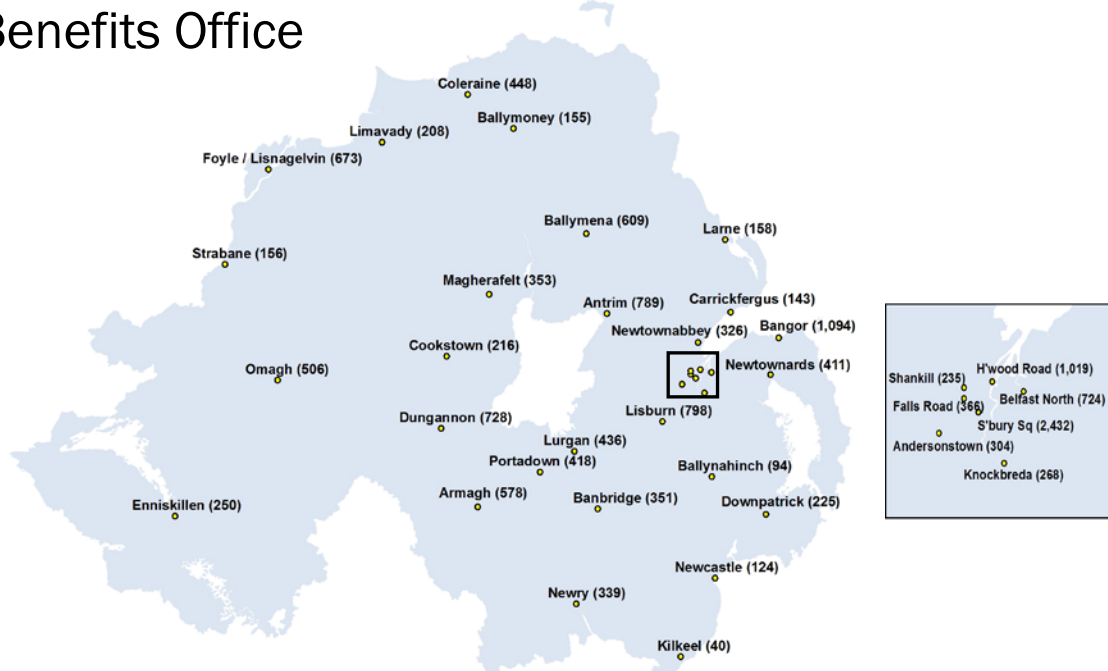 Benefits Office
Coleraine (448)
Ballymoney (155)
Limavady (208)
Foyle / Lisnagelvin (673)
Ballymena (609)
Larne (158)
Strabane (156)
Magherafelt (353)
Antrim (789)
Carrickfergus (143)
Newtownabbey (326)
Bangor (1,094)
Cookstown (216)
Omagh (506)
Newtownards (411)
Dungannon (728)
Lisburn (798)
Lurgan (436)
Portadown (418)
Ballynahinch (94)
Armagh (578)
Banbridge (351)
Downpatrick (225)
Enniskillen (250)
Newcastle (124)
Newry (339)
Kilkeel (40)
H'wood Road (1,019)
Shankill (235)
Belfast North (724)
Falls Road (366)
S'bury Sq (2,432)
Andersonstown (304)
Knockbreda (268)